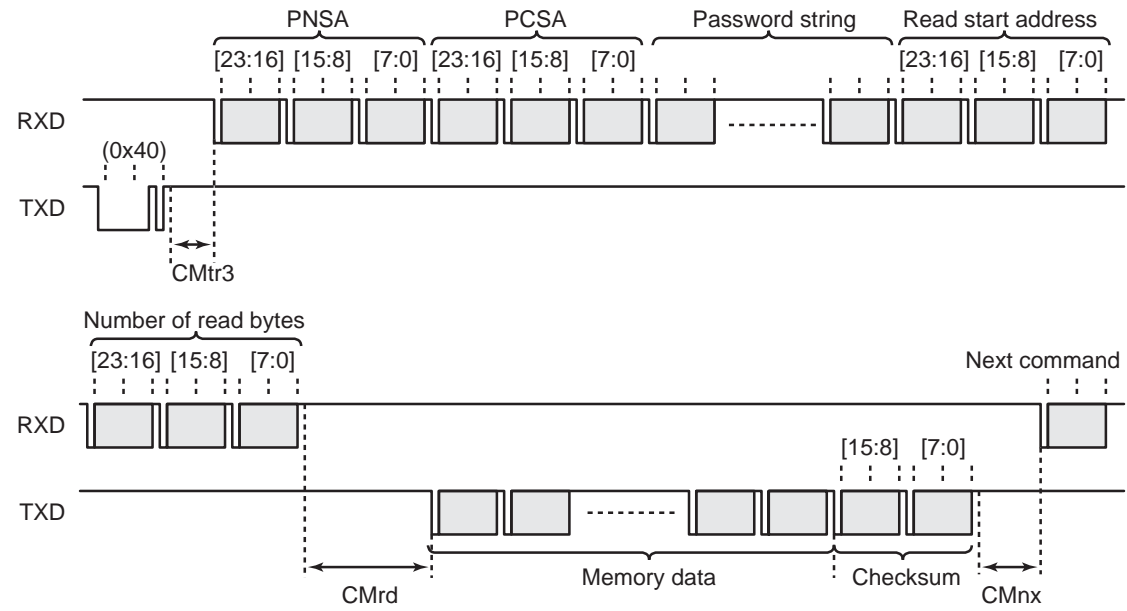 PNSA PCSA Password string Read start address
[23:16] [15:8] [7:0] [23:16] [15:8] [7:0] [23:16] [15:8] [7:0]
RXD
(0x40)
TXD
CMtr3
Number of read bytes
[23:16] [15:8] [7:0] Next command
RXD
[15:8] [7:0]
TXD
Memory data Checksum
CMrd CMnx